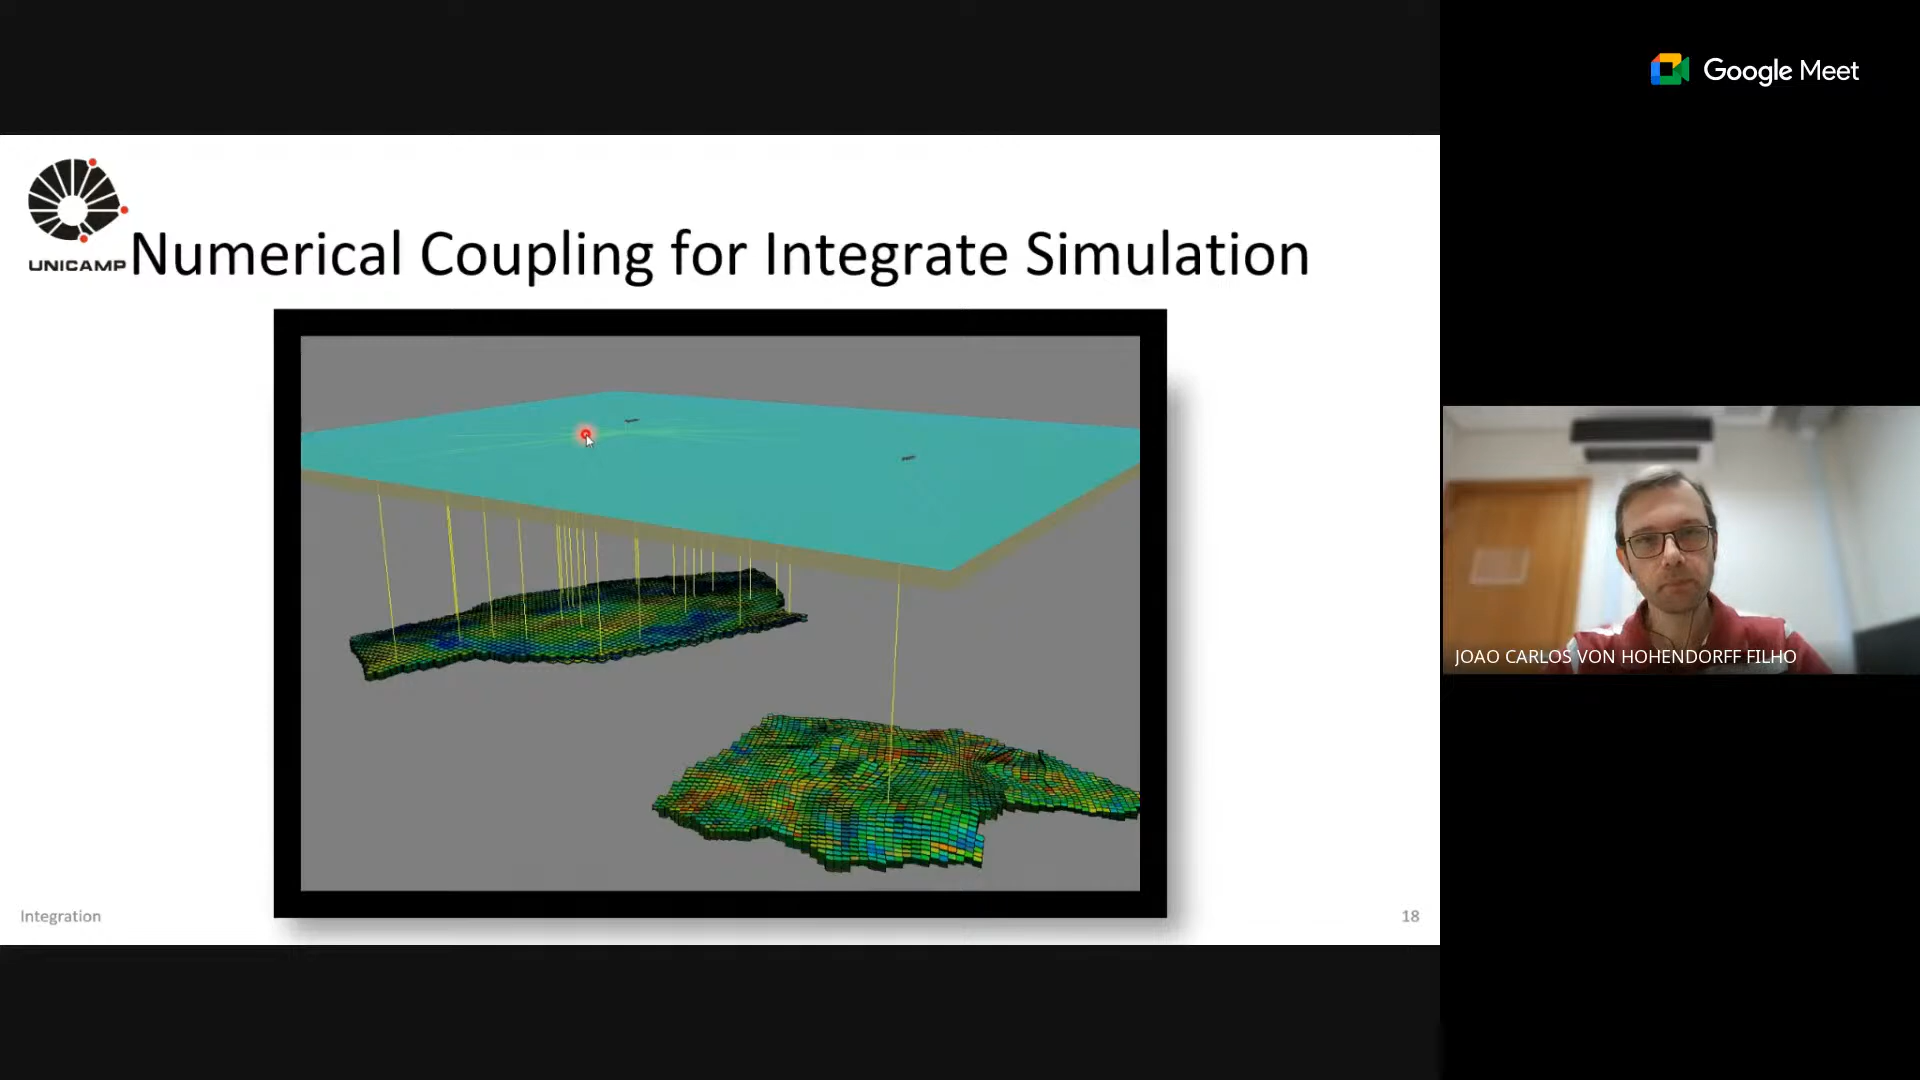 Google Meet
UNICAMP
Numerical Coupling for Integrate Simulation
JOAO CARLOS VON HOHENDORFF FILHO
Integration
18